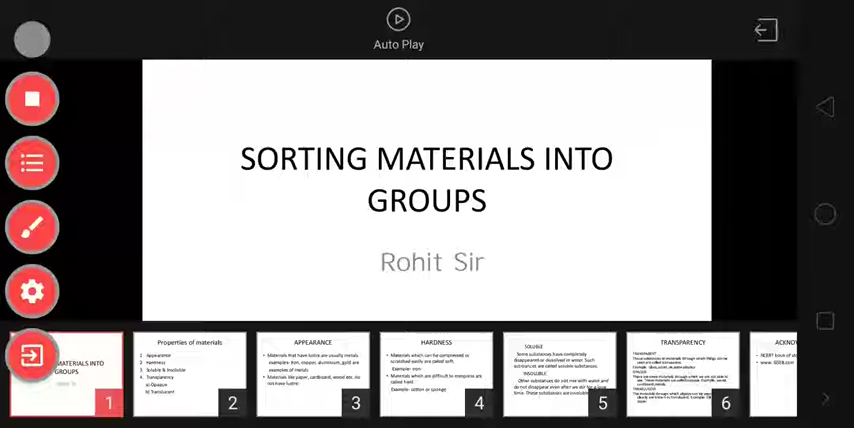 Auto Play
SORTING MATERIALS INTO
GROUPS
Rohit Sir
MATERIALS INTO
GROUPS
1
Properties of materials
1. Appearance
2. Hardness
3. Soluble & Insoluble
4. Transparency
a) Opaque
b) Translucent
2
APPEARANCE
Materials that have lustre are usually metals
examples- Iron, copper, aluminium, gold are
examples of metals
Materials like paper, cardboard, wood etc. do
not have lustre
3
HARDNESS
Materials which can be compressed or
scratched easily are called soft.
Example- iron
Materials which are difficult to compress are
called hard.
Example- cotton or sponge
4
SOLUBLE
Some substances have completely
disappeared or dissolved in water. Such
substances are called soluble substances.
INSOLUBLE
Other substances do not mix with water and
do not disappear even after we stir for a long
time. These substances are insoluble
5
TRANSPARENCY
TRANSPARENT
OPAQUE
TRANSLUCENT
6
ACKNO
NCERT book of
www.